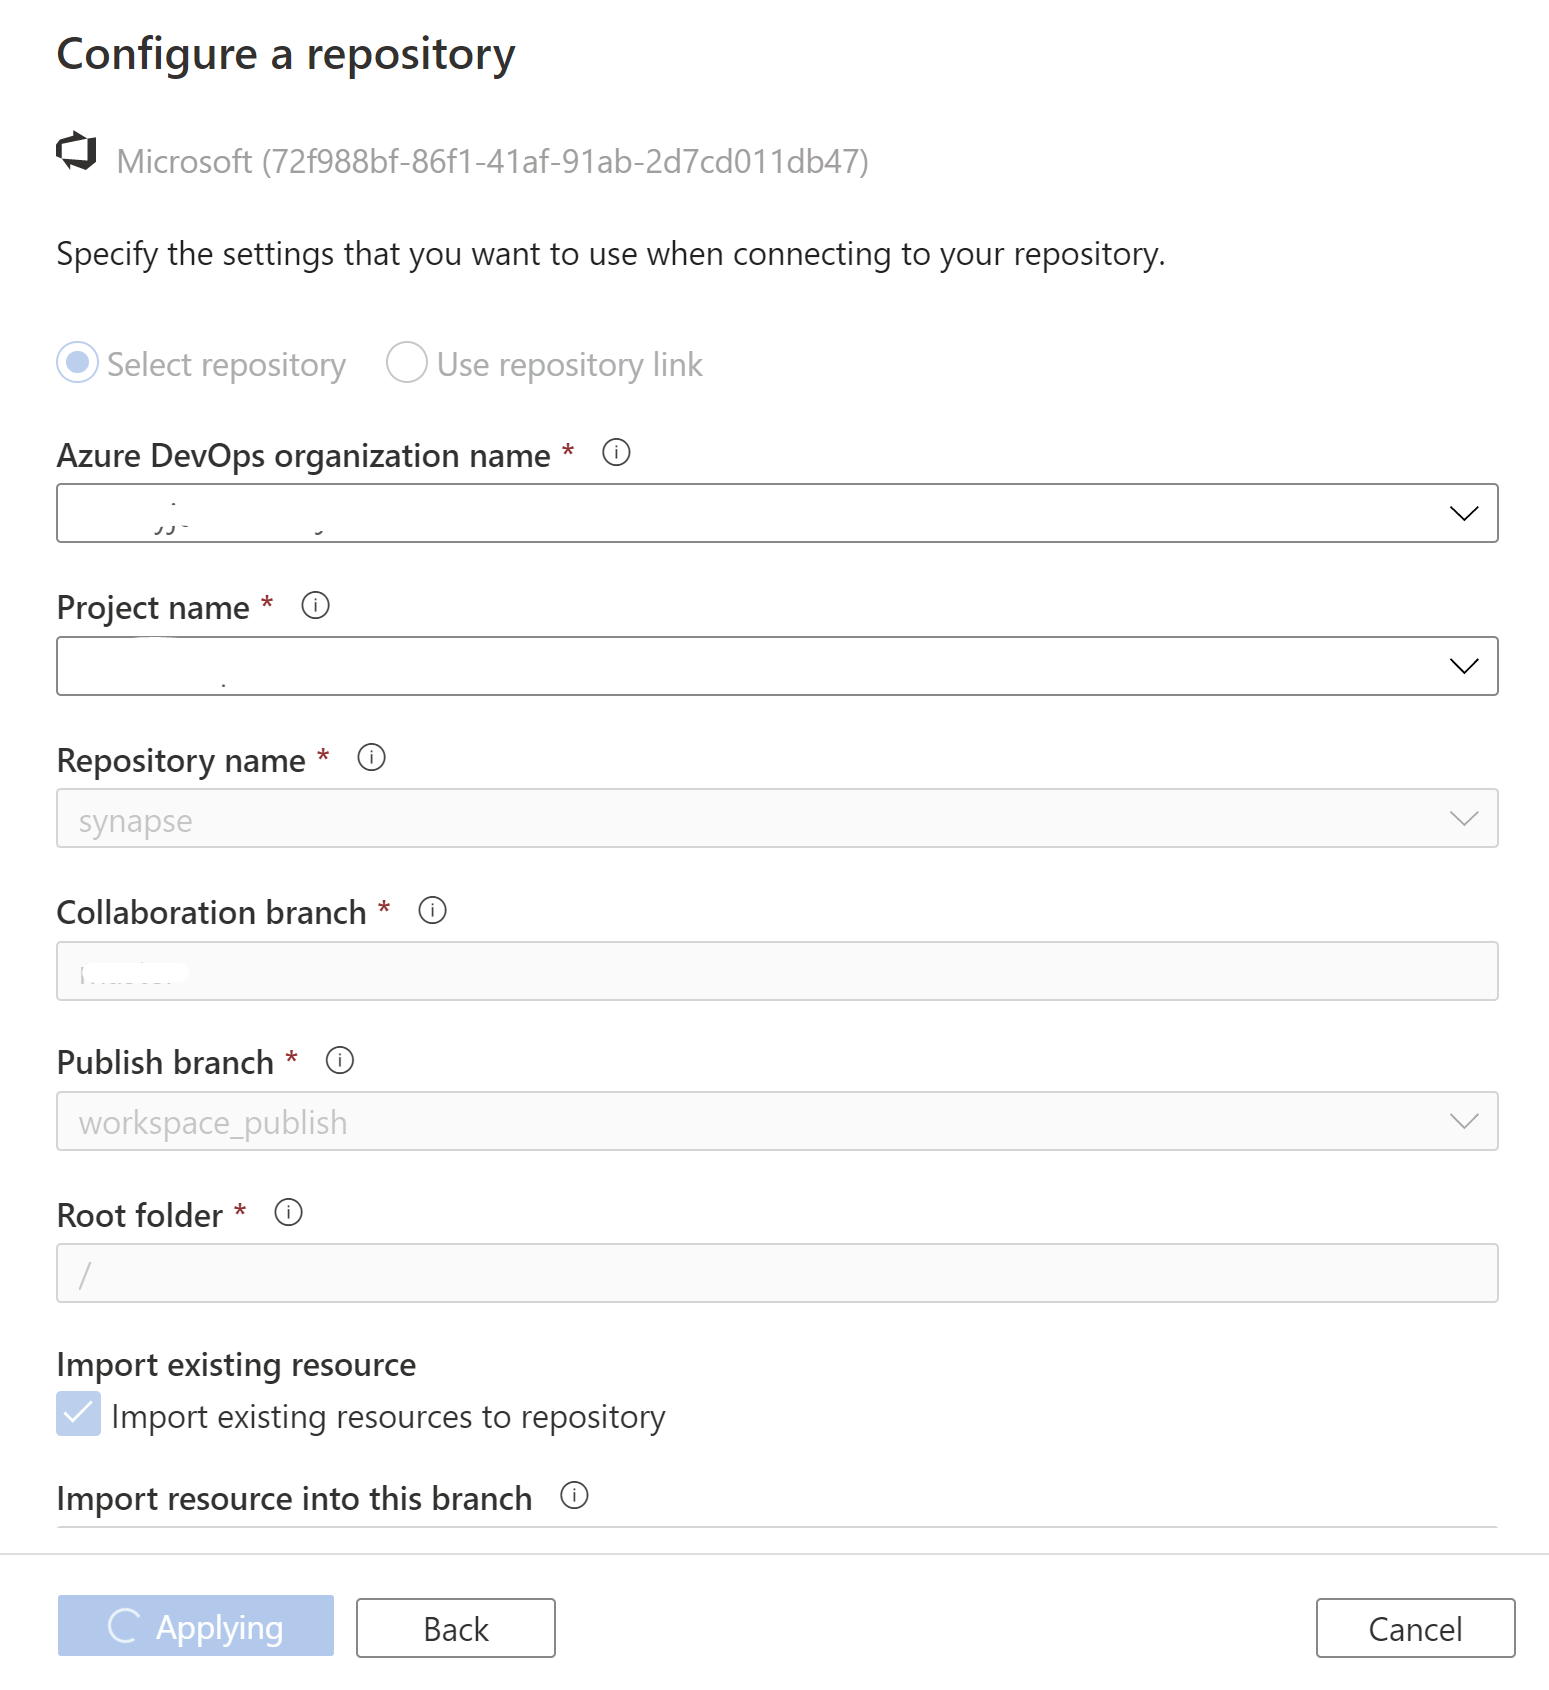 Configure a repository
Microsoft (72f988bf-86f1-41af-91ab-2d7cd011db47)
Specify the settings that you want to use when connecting to your repository.
Select repository Use repository link
Azure DevOps organization name *
Project name *
Repository name *
synapse
Collaboration branch *
Publish branch *
workspace_publish
Root folder *
/
Import existing resource
Import existing resources to repository
Import resource into this branch
Applying Back Cancel